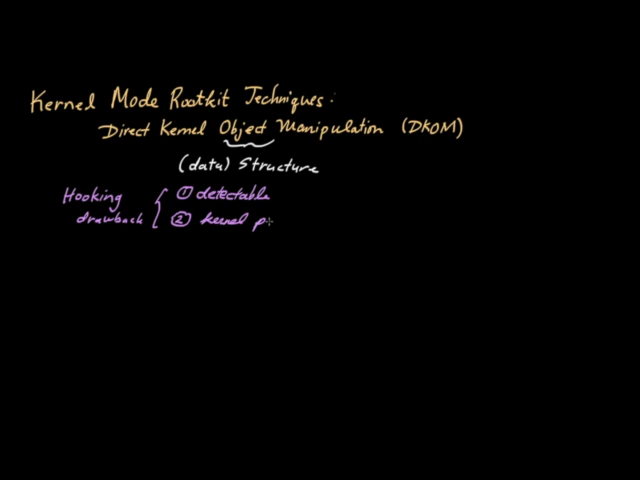 Kernel Mode Rootkit Techniques:
Direct Kernel Object Manipulation (DKOM)
(data) Structure
Hooking drawback { ① detectable
② kernel p